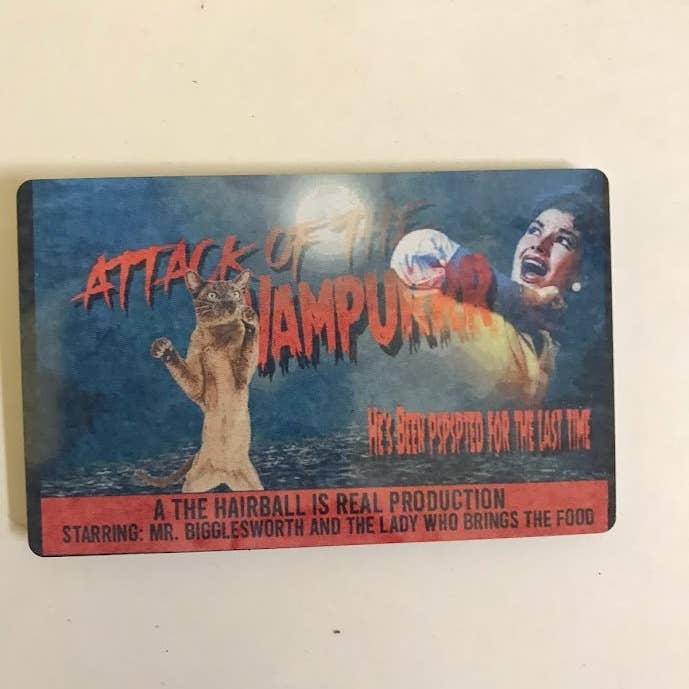 ATTACK OF THE
VAMPURRR
HE'S BEEN PSPSPTED FOR THE LAST TIME
A THE HAIRBALL IS REAL PRODUCTION
STARRING: MR. BIGGLESWORTH AND THE LADY WHO BRINGS THE FOOD